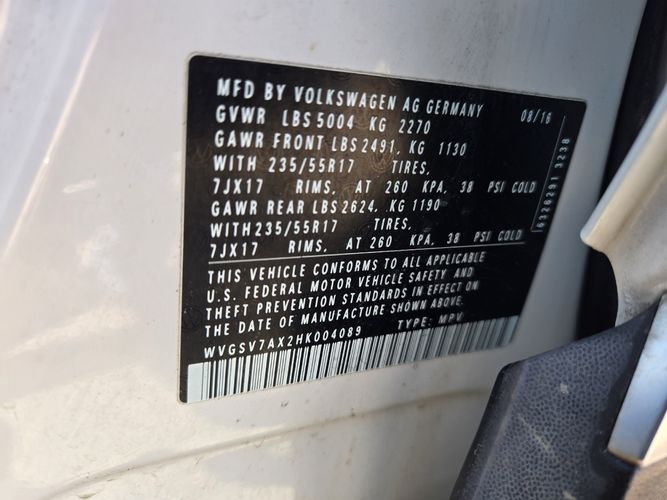 MFD BY VOLKSWAGEN AG GERMANY 08/16
GVWR LBS 5004 KG 2270
GAWR FRONT LBS 2491, KG 1130
WITH 235/55R17 TIRES,
7JX17 RIMS, AT 260 KPA, 38 PSI COLD
GAWR REAR LBS 2624, KG 1190
WITH 235/55R17 TIRES,
7JX17 RIMS, AT 260 KPA, 38 PSI COLD
THIS VEHICLE CONFORMS TO ALL APPLICABLE
U.S. FEDERAL MOTOR VEHICLE SAFETY AND
THEFT PREVENTION STANDARDS IN EFFECT ON
THE DATE OF MANUFACTURE SHOWN ABOVE.
WVGSV7AX2HK004089 TYPE: MPV
6326291 3238